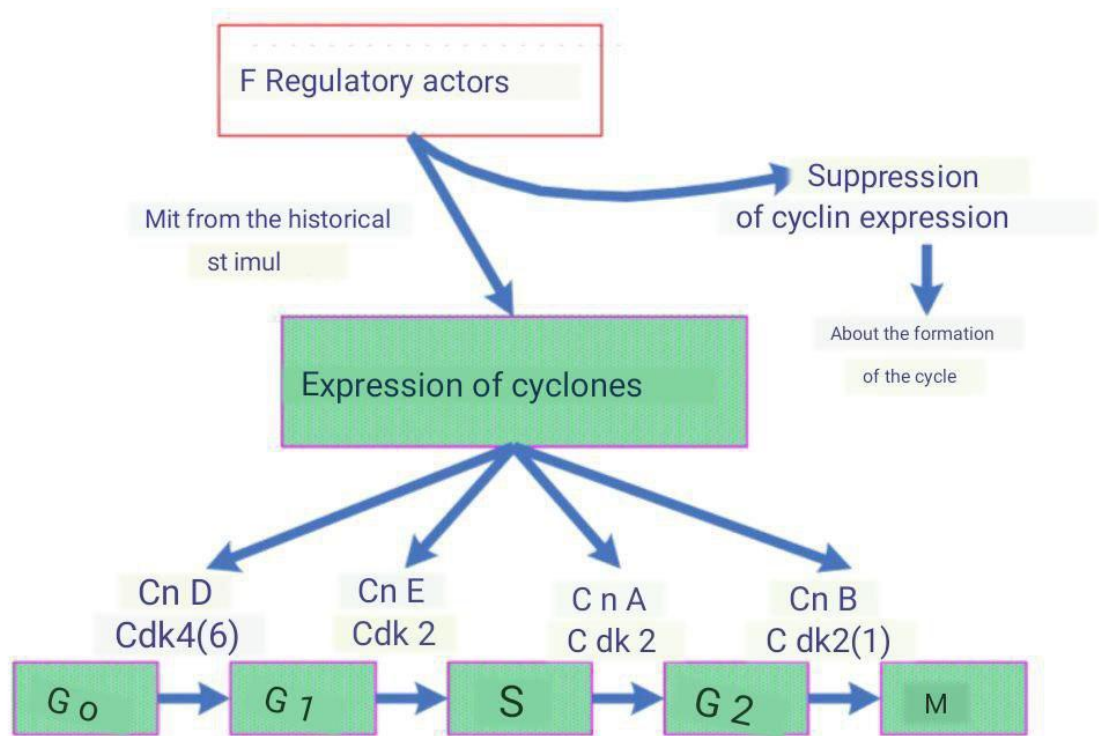 F Regulatory actors
Suppression
of cyclin expression
Mit from the historical
st imul
About the formation
of the cycle
Expression of cyclones
Cn D
Cdk4(6)
Cn E
Cdk 2
C n A
C dk 2
Cn B
C dk2(1)
G o
G 1
S
G 2
M